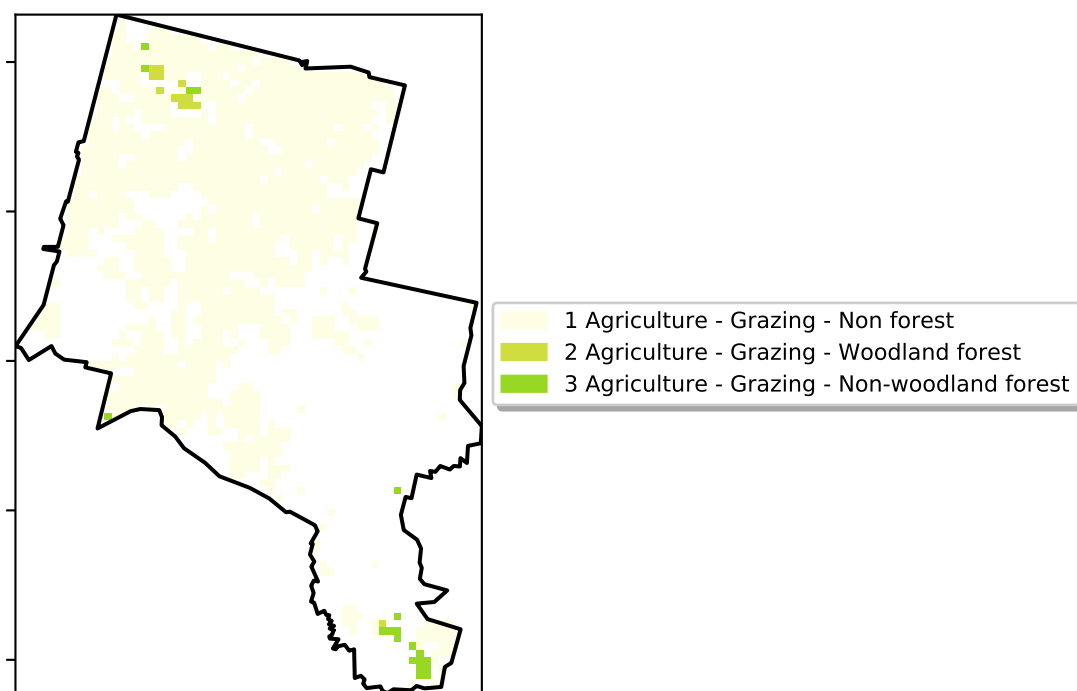 1 Agriculture - Grazing - Non forest
2 Agriculture - Grazing - Woodland forest
3 Agriculture - Grazing - Non-woodland forest